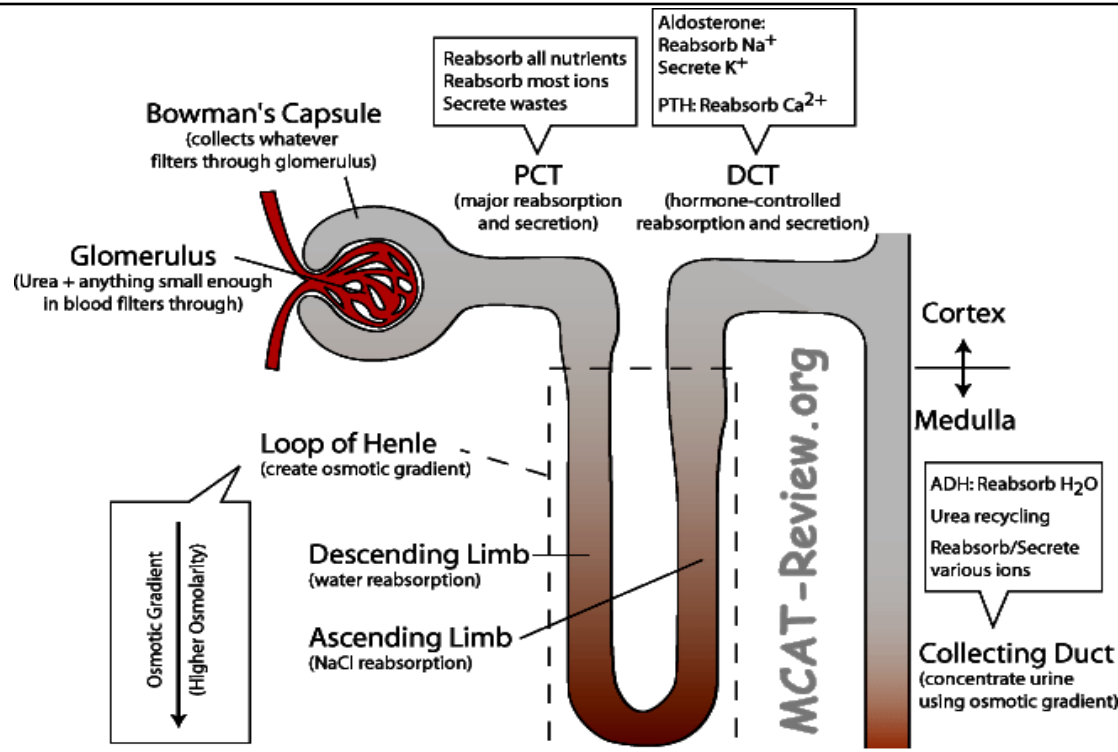 Reabsorb all nutrients
Reabsorb most ions
Secrete wastes
Aldosterone:
Reabsorb Na⁺
Secrete K⁺
PTH: Reabsorb Ca²⁺
Bowman's Capsule
(collects whatever
filters through glomerulus)
PCT
(major reabsorption
and secretion)
DCT
(hormone-controlled
reabsorption and secretion)
Glomerulus
(Urea + anything small enough
in blood filters through)
Cortex
Medulla
Loop of Henle
(create osmotic gradient)
Osmotic Gradient
(Higher Osmolarity)
Descending Limb
(water reabsorption)
Ascending Limb
(NaCl reabsorption)
MCAT-Review.org
ADH: Reabsorb H₂O
Urea recycling
Reabsorb/Secrete
various ions
Collecting Duct
(concentrate urine
using osmotic gradient)